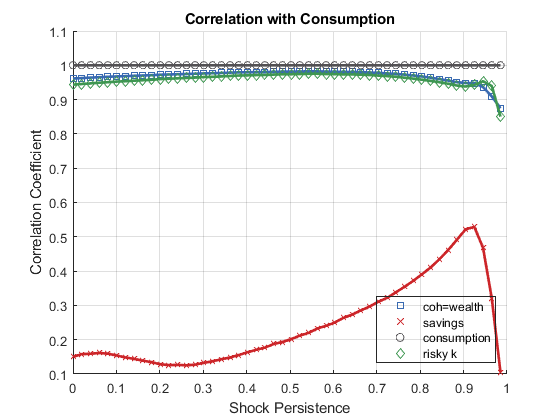 Correlation with Consumption
1.1
1
0.9
0.8
0.7
0.6
0.5
0.4
0.3
0.2
0.1
Correlation Coefficient
coh=wealth
savings
consumption
risky k
0 0.1 0.2 0.3 0.4 0.5 0.6 0.7 0.8 0.9 1
Shock Persistence